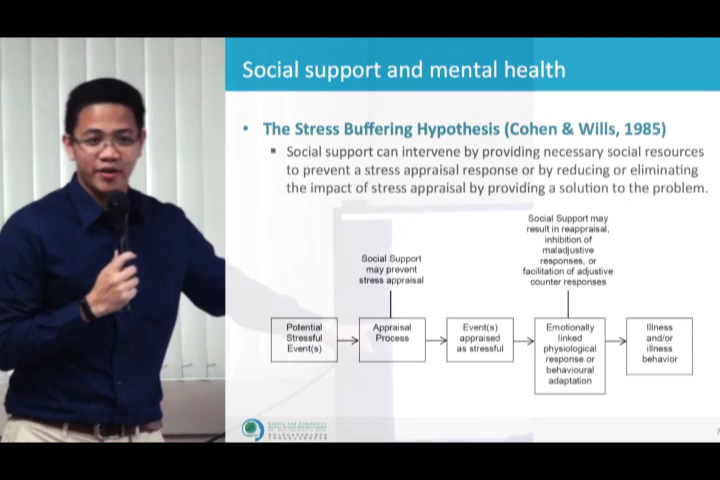 Social support and mental health
• The Stress Buffering Hypothesis (Cohen & Wills, 1985)
▪ Social support can intervene by providing necessary social resources
to prevent a stress appraisal response or by reducing or eliminating
the impact of stress appraisal by providing a solution to the problem.
Social Support may
result in reappraisal,
inhibition of
maladjustive
responses, or
facilitation of adjustive
counter responses
Social Support
may prevent
stress appraisal
Potential
Stressful
Event(s)
Appraisal
Process
Event(s)
appraised
as stressful
Emotionally
linked
physiological
response or
behavioural
adaptation
Illness
and/or
illness
behavior